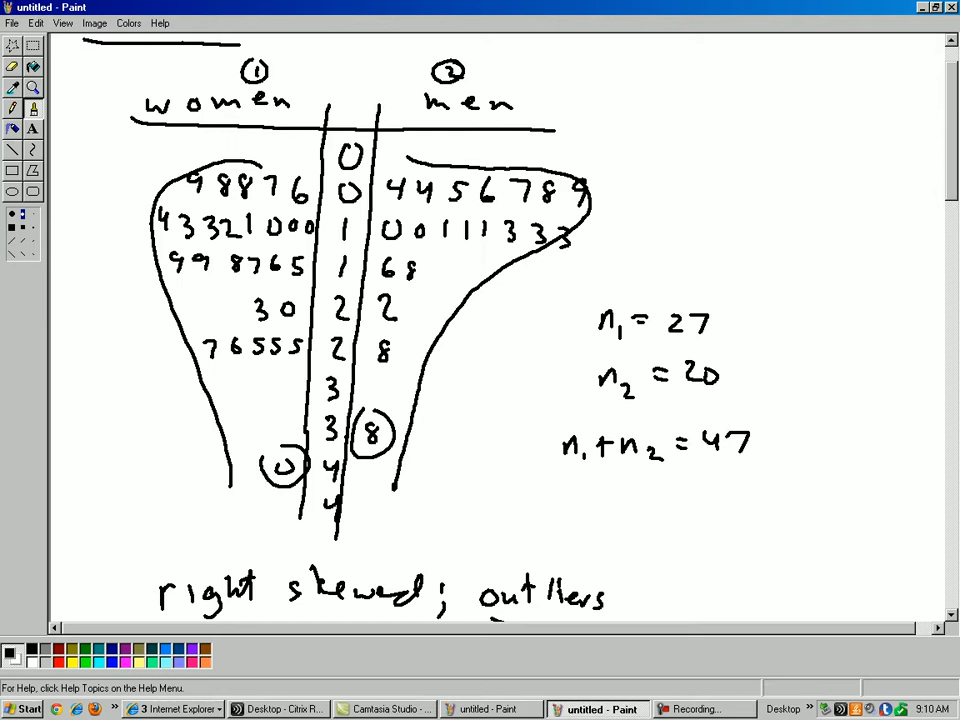 untitled - Paint
File Edit View Image Colors Help
① ②
women men
0
9 8 8 7 6 0 4 4 5 6 7 8 9
4 3 3 2 1 0 0 0 1 0 0 1 1 1 3 3 3
9 9 8 7 6 5 1 6 8
3 0 2 2
7 6 5 5 5 2 8
3
3 8
0 4
4
n₁ = 27
n₂ = 20
n₁ + n₂ = 47
right skewed; outliers
For Help, click Help Topics on the Help Menu.
Start » 3 Internet Explorer Desktop - Citrix R... Camtasia Studio - ... untitled - Paint untitled - Paint Recording... Desktop » 9:10 AM